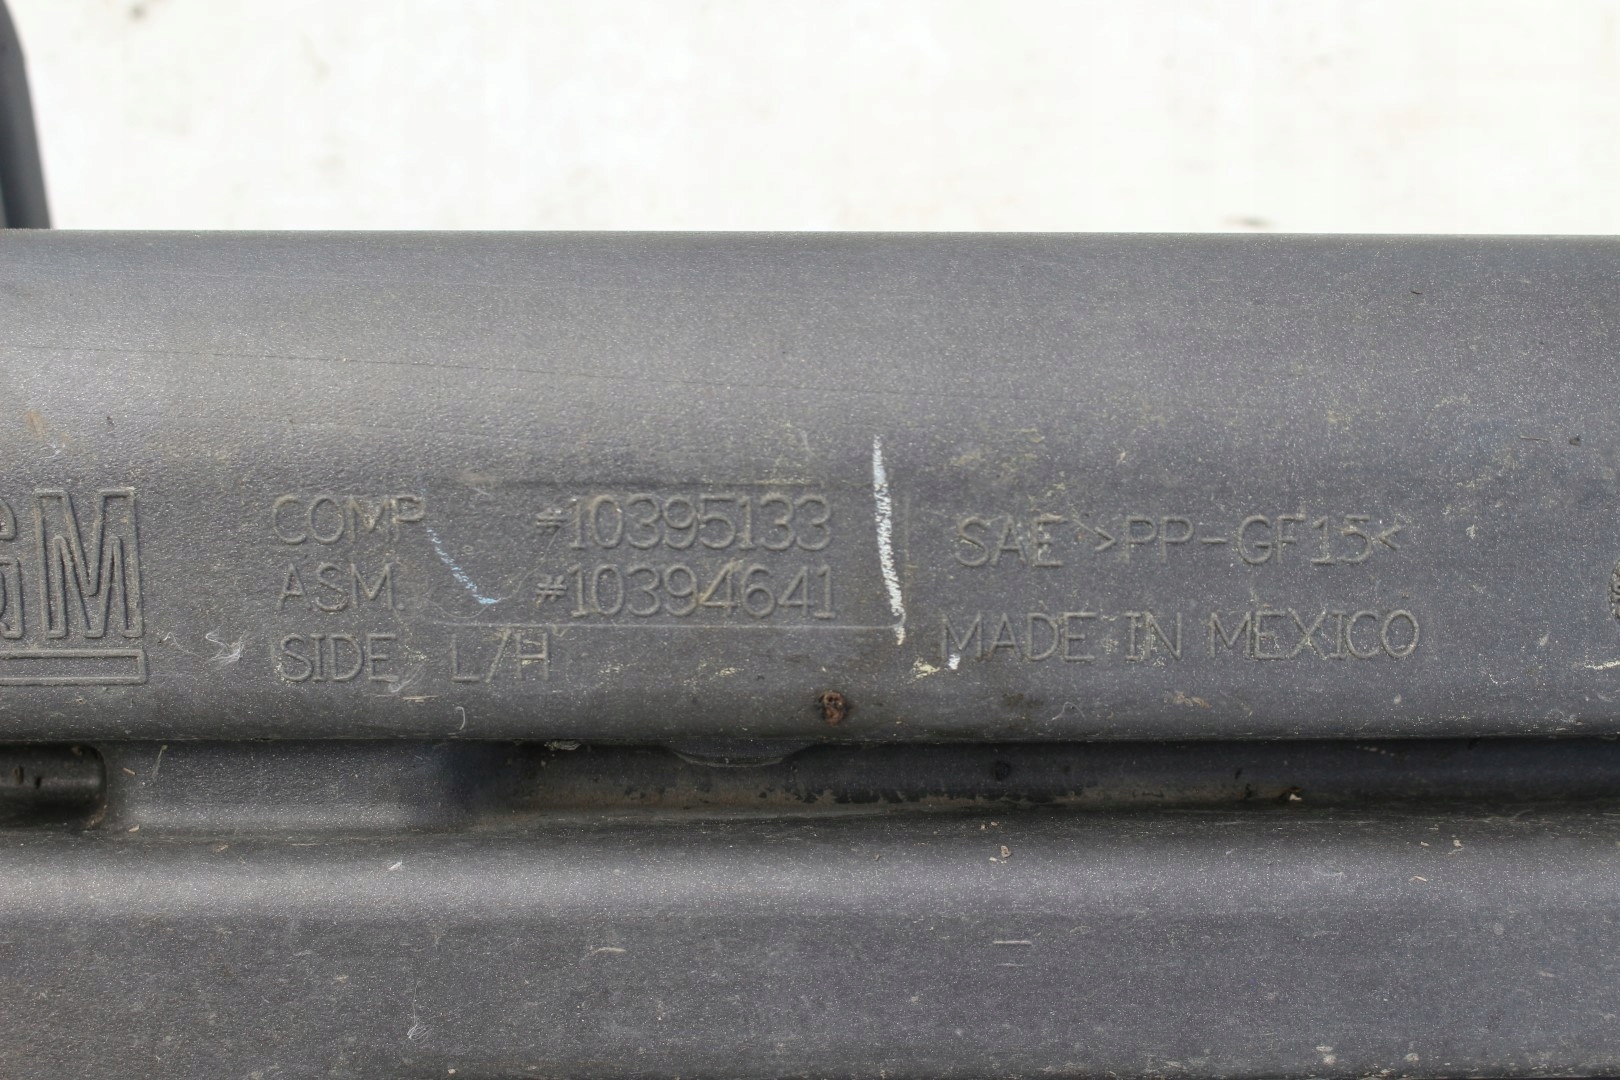 GM
COMP #10395133
ASM. #10394641
SIDE L/H
SAE >PP-GF15<
MADE IN MEXICO